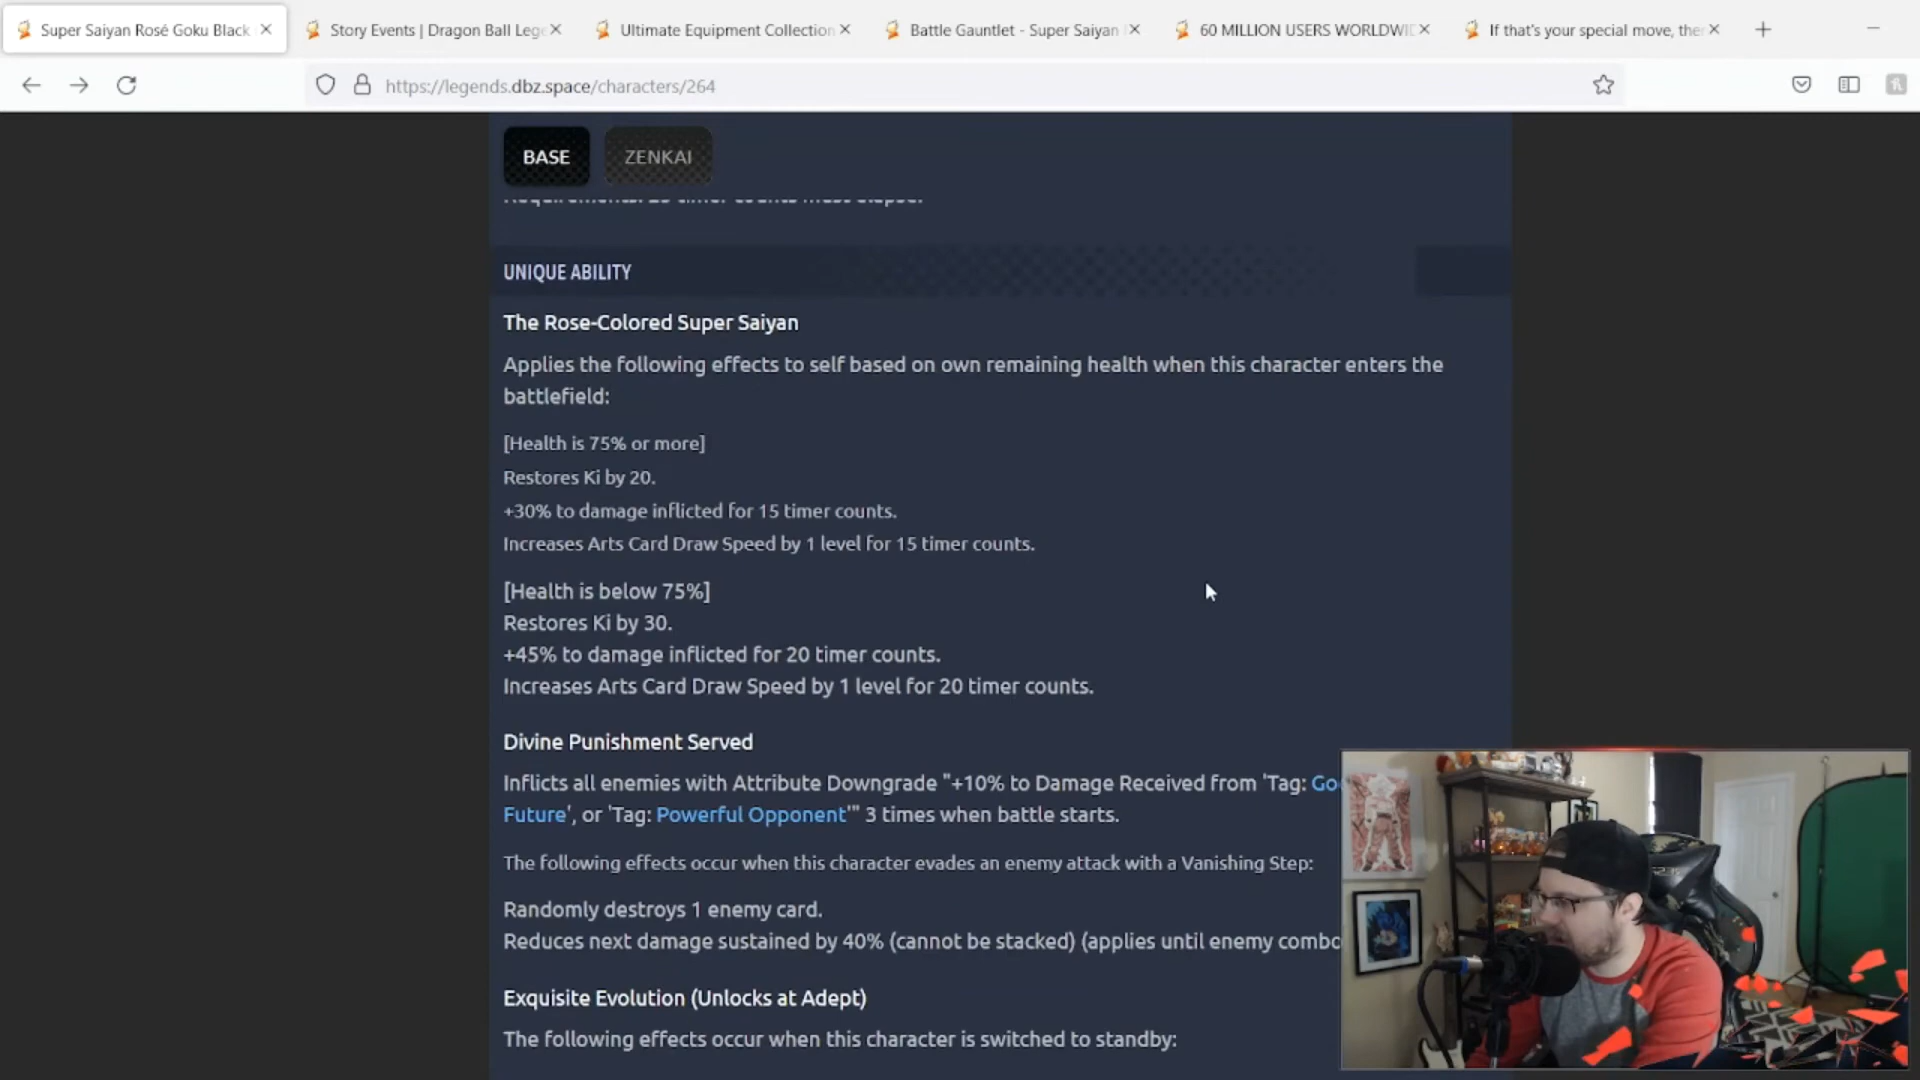 Super Saiyan Rosé Goku Black
Story Events | Dragon Ball Lege
Ultimate Equipment Collection
Battle Gauntlet - Super Saiyan
60 MILLION USERS WORLDWI
If that's your special move, the
https://legends.dbz.space/characters/264
BASE
ZENKAI
UNIQUE ABILITY
The Rose-Colored Super Saiyan
Applies the following effects to self based on own remaining health when this character enters the
battlefield:
[Health is 75% or more]
Restores Ki by 20.
+30% to damage inflicted for 15 timer counts.
Increases Arts Card Draw Speed by 1 level for 15 timer counts.
[Health is below 75%]
Restores Ki by 30.
+45% to damage inflicted for 20 timer counts.
Increases Arts Card Draw Speed by 1 level for 20 timer counts.
Divine Punishment Served
Inflicts all enemies with Attribute Downgrade "+10% to Damage Received from 'Tag: Go
Future', or 'Tag: Powerful Opponent'" 3 times when battle starts.
The following effects occur when this character evades an enemy attack with a Vanishing Step:
Randomly destroys 1 enemy card.
Reduces next damage sustained by 40% (cannot be stacked) (applies until enemy combo
Exquisite Evolution (Unlocks at Adept)
The following effects occur when this character is switched to standby: